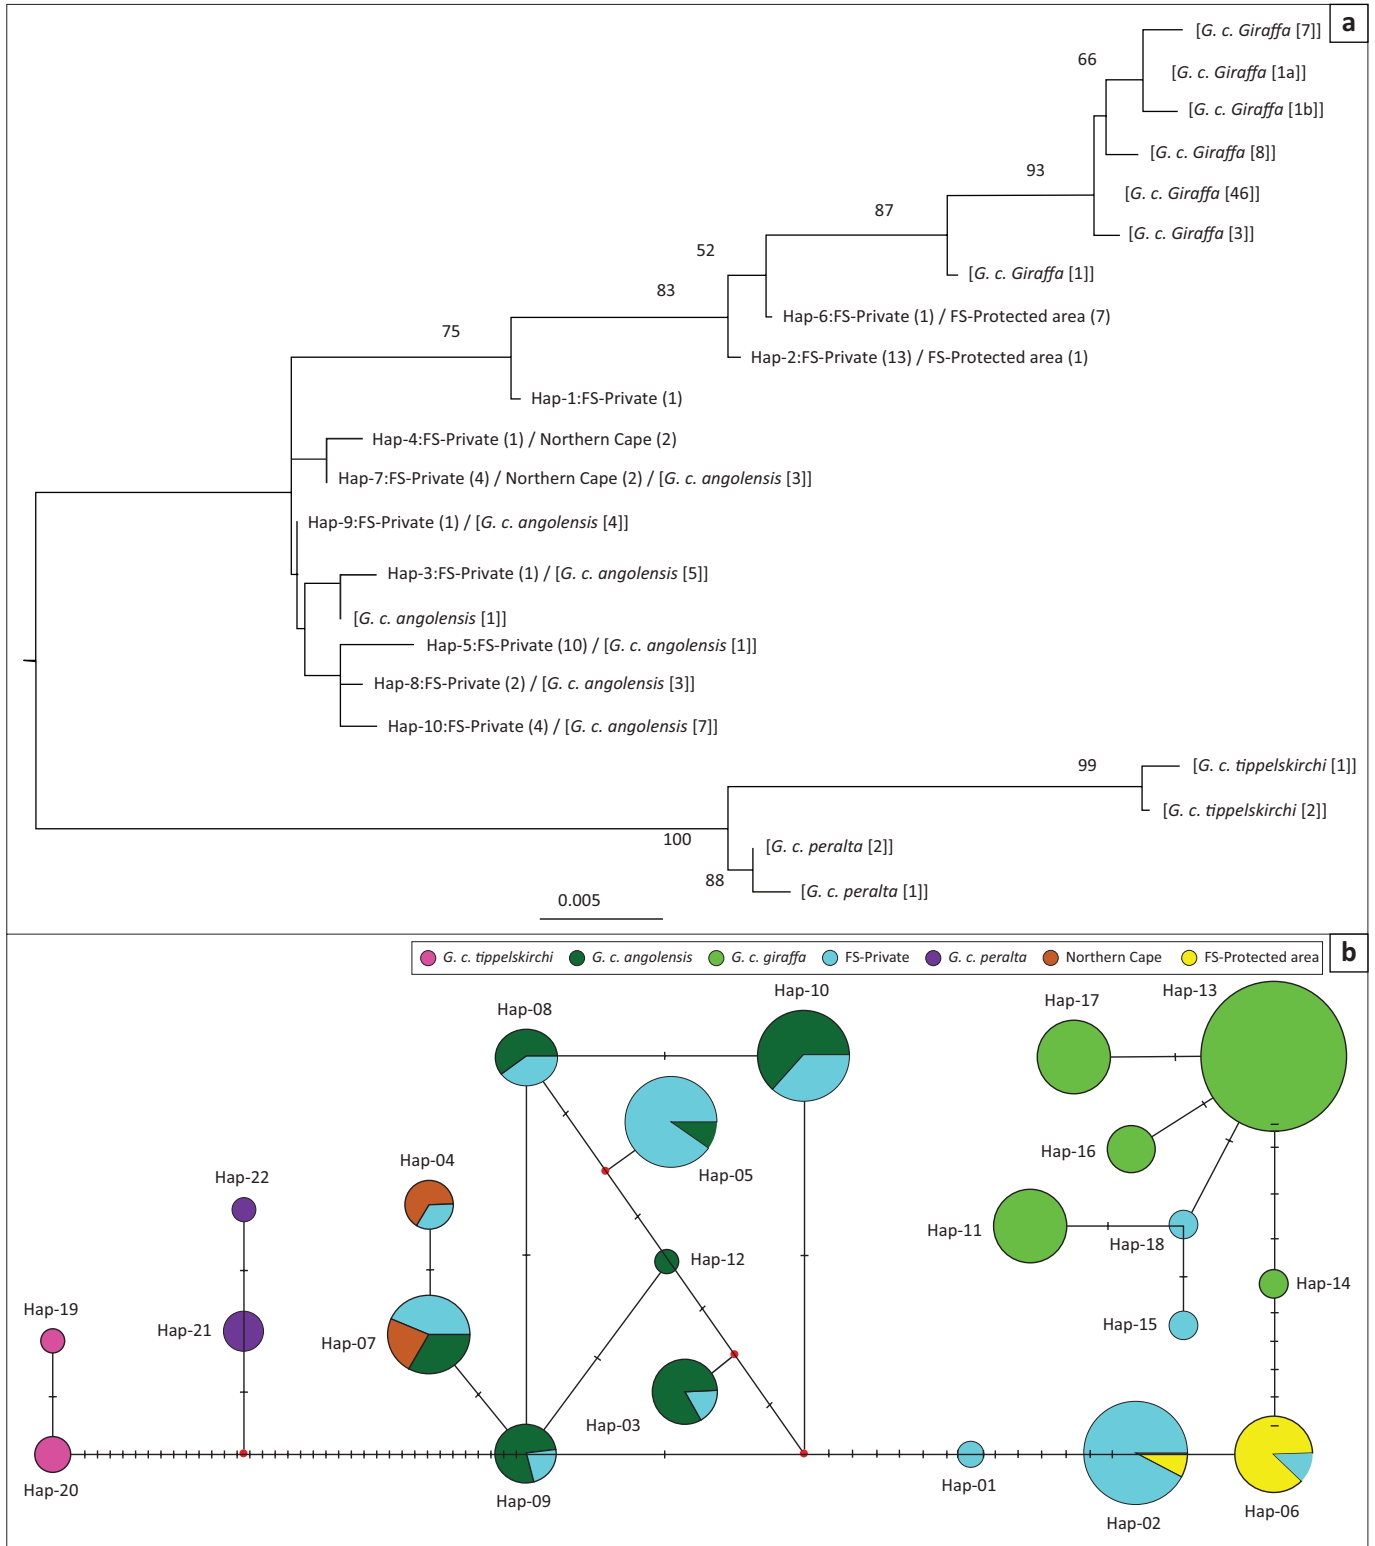 a
[G. c. Giraffa [7]]
66
[G. c. Giraffa [1a]]
[G. c. Giraffa [1b]]
[G. c. Giraffa [8]]
93
[G. c. Giraffa [46]]
87
[G. c. Giraffa [3]]
52
[G. c. Giraffa [1]]
83
Hap-6:FS-Private (1) / FS-Protected area (7)
75
Hap-2:FS-Private (13) / FS-Protected area (1)
Hap-1:FS-Private (1)
Hap-4:FS-Private (1) / Northern Cape (2)
Hap-7:FS-Private (4) / Northern Cape (2) / [G. c. angolensis [3]]
Hap-9:FS-Private (1) / [G. c. angolensis [4]]
Hap-3:FS-Private (1) / [G. c. angolensis [5]]
[G. c. angolensis [1]]
Hap-5:FS-Private (10) / [G. c. angolensis [1]]
Hap-8:FS-Private (2) / [G. c. angolensis [3]]
Hap-10:FS-Private (4) / [G. c. angolensis [7]]
99
[G. c. tippelskirchi [1]]
[G. c. tippelskirchi [2]]
100
[G. c. peralta [2]]
88
[G. c. peralta [1]]
0.005
b
G. c. tippelskirchi
G. c. angolensis
G. c. giraffa
FS-Private
G. c. peralta
Northern Cape
FS-Protected area
Hap-08
Hap-10
Hap-17
Hap-13
Hap-16
Hap-04
Hap-05
Hap-22
Hap-11
Hap-18
Hap-12
Hap-14
Hap-19
Hap-21
Hap-07
Hap-15
Hap-03
Hap-20
Hap-09
Hap-01
Hap-02
Hap-06